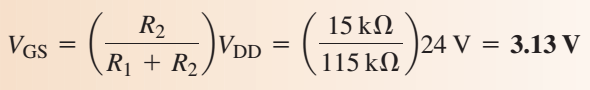 V_GS = (R_2 / (R_1 + R_2)) V_DD = (15 kΩ / 115 kΩ) 24 V = 3.13 V